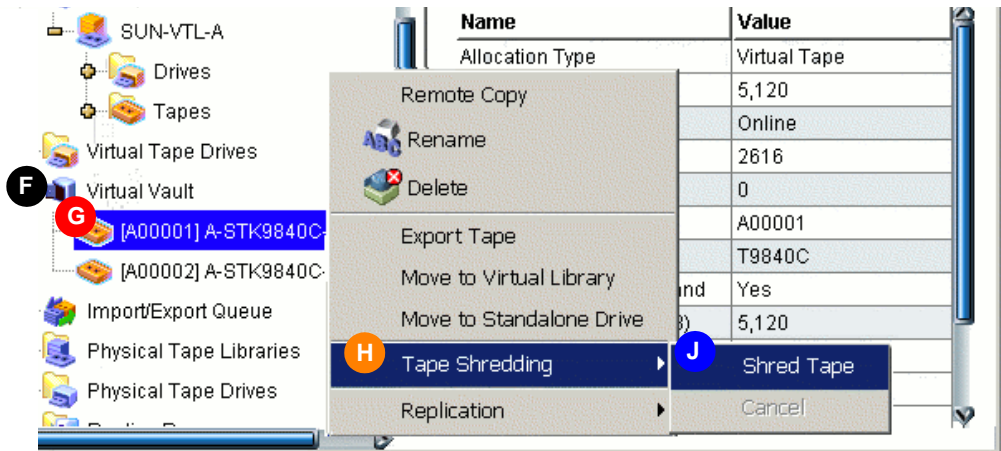 SUN-VTL-A
Drives
Tapes
Virtual Tape Drives
F
Virtual Vault
G
[A00001] A-STK9840C-
[A00002] A-STK9840C-
Import/Export Queue
Physical Tape Libraries
Physical Tape Drives
Remote Copy
ABC
Rename
Delete
Export Tape
Move to Virtual Library
Move to Standalone Drive
H
Tape Shredding
Replication
J
Shred Tape
Cancel
Name Value
Allocation Type Virtual Tape
5,120
Online
2616
0
A00001
T9840C
Yes
5,120